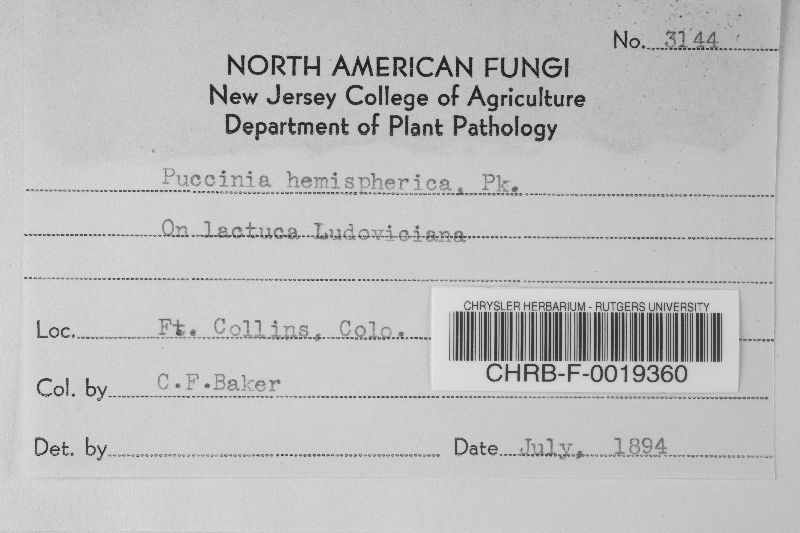 No. 3144
NORTH AMERICAN FUNGI
New Jersey College of Agriculture
Department of Plant Pathology
Puccinia hemispherica, Pk.
On lactuca Ludoviciana
Loc. Ft. Collins, Colo.
CHRYSLER HERBARIUM - RUTGERS UNIVERSITY
CHRB-F-0019360
Col. by C.F.Baker
Det. by
Date July, 1894